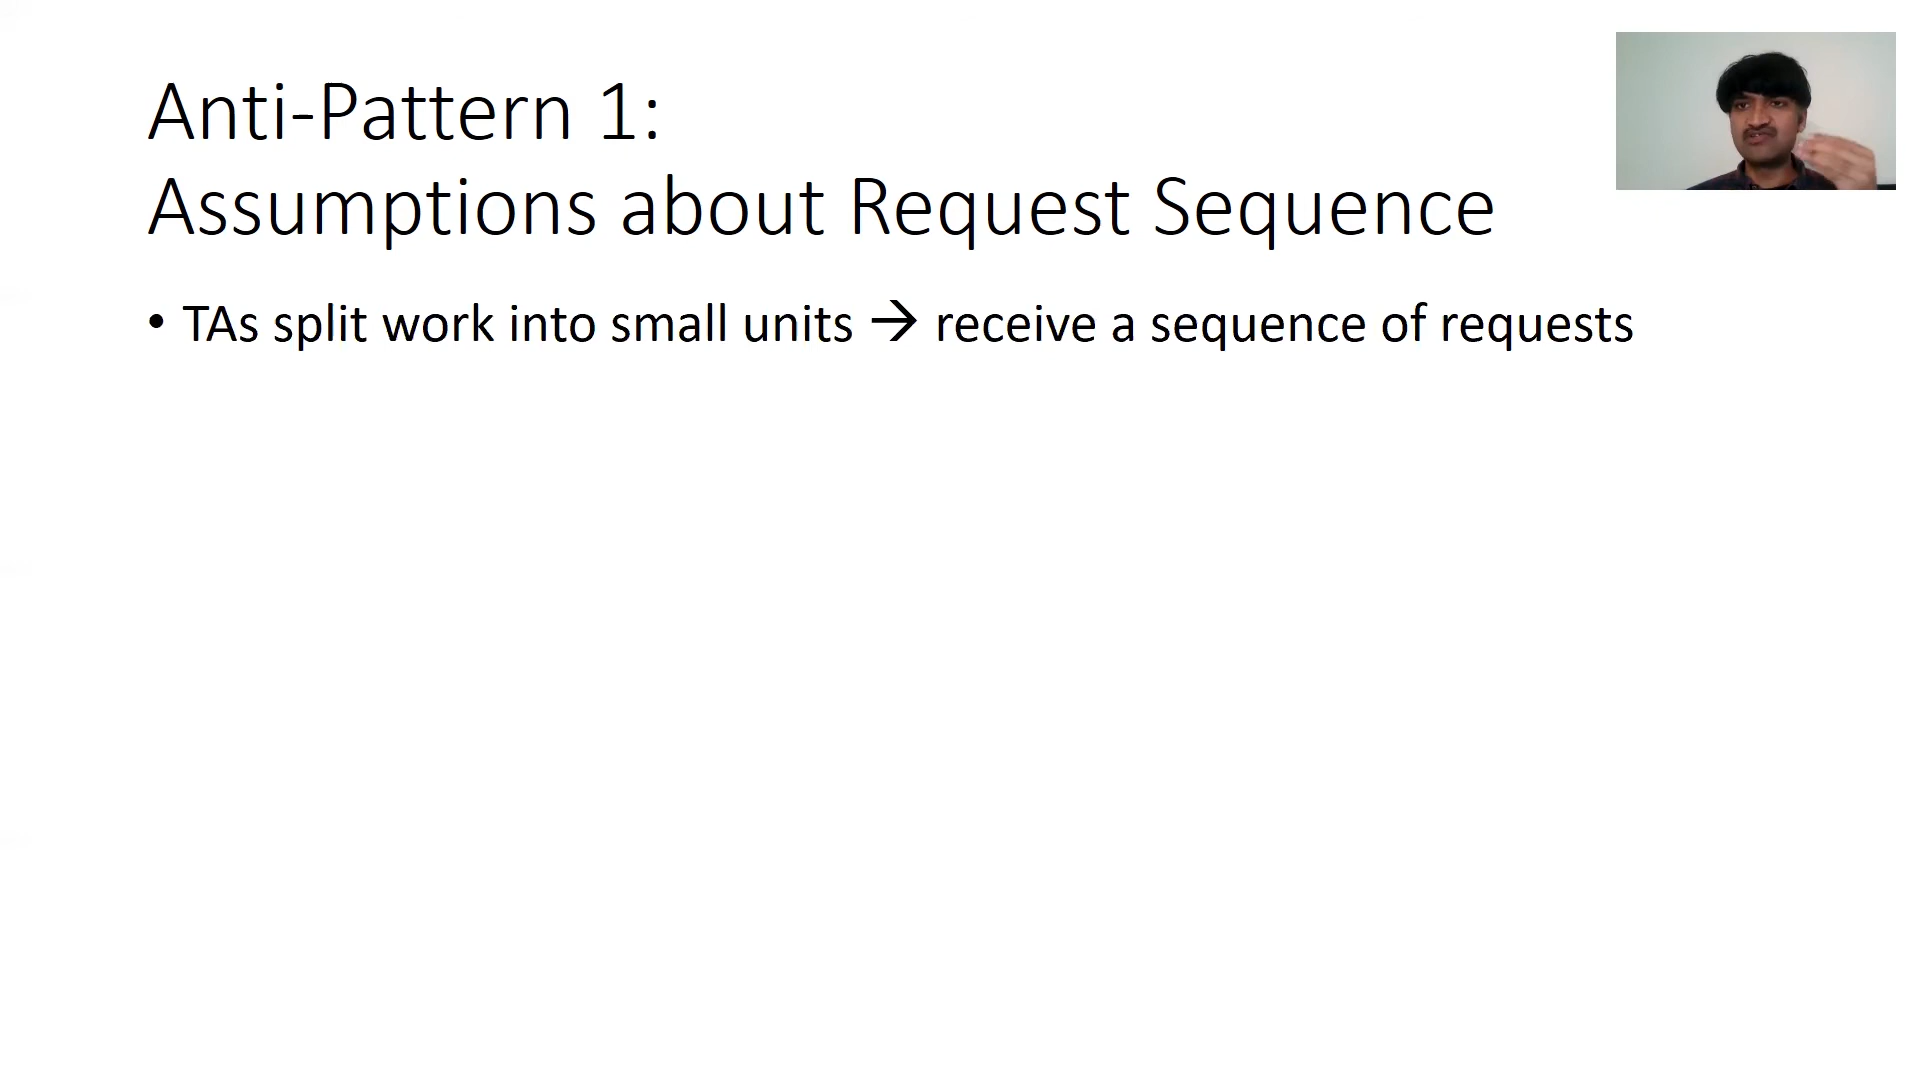 Anti-Pattern 1:
Assumptions about Request Sequence
• TAs split work into small units → receive a sequence of requests